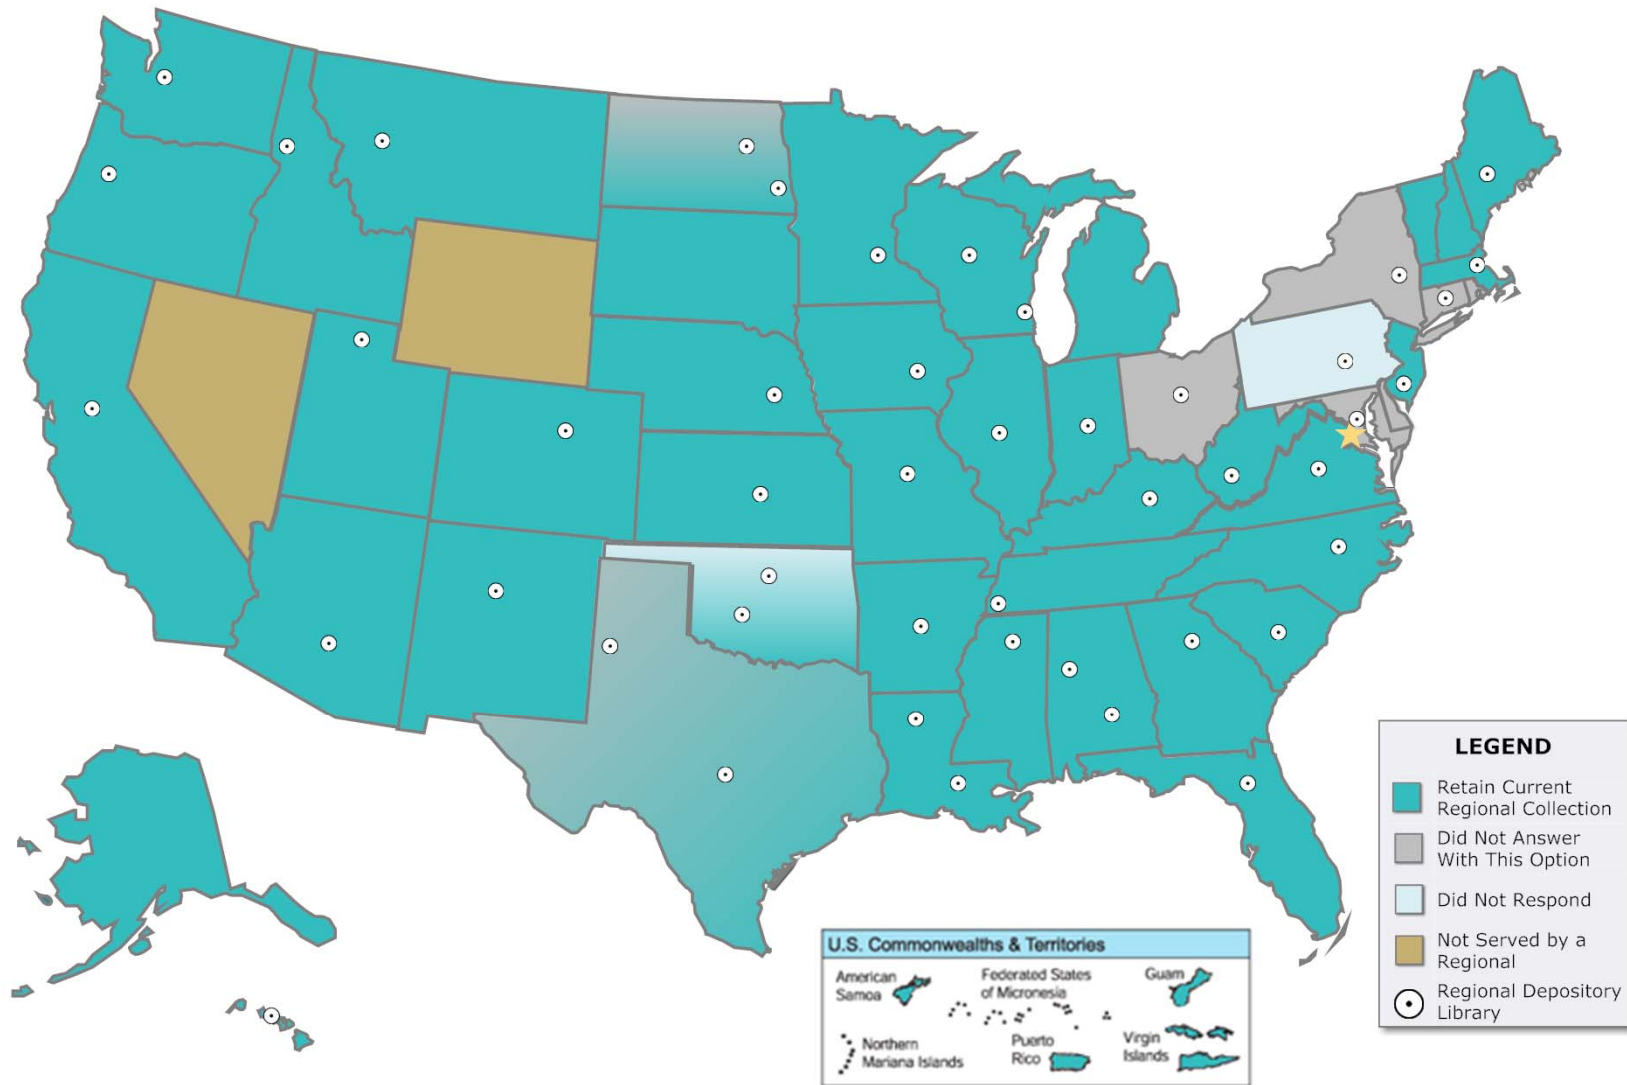 LEGEND
Retain Current
Regional Collection
Did Not Answer
With This Option
Did Not Respond
Not Served by a
Regional
Regional Depository
Library
U.S. Commonwealths & Territories
American
Samoa
Federated States
of Micronesia
Guam
Northern
Mariana Islands
Puerto
Rico
Virgin
Islands